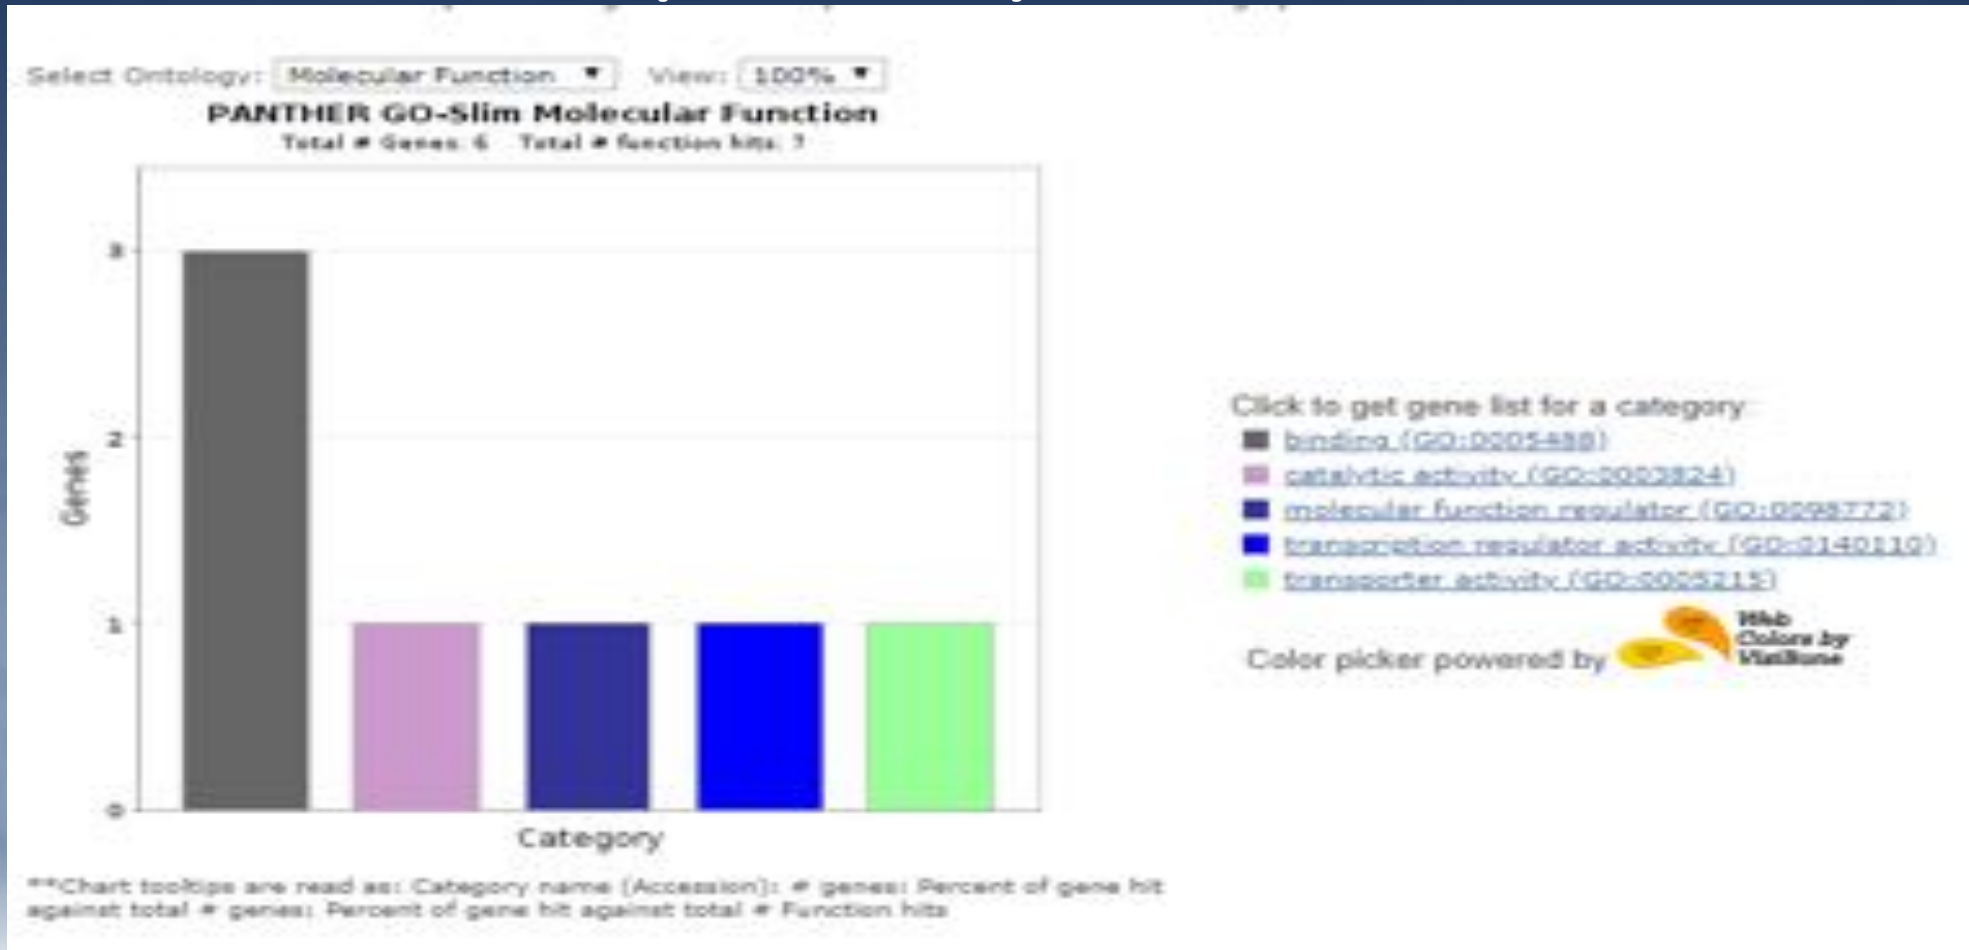 Select Ontology: Molecular Function View: 100%
PANTHER GO-Slim Molecular Function
Total # Genes: 6 Total # function hits: 7
3
2
1
0
Genes
Category
Click to get gene list for a category:
binding (GO:0005488)
catalytic activity (GO:0003824)
molecular function regulator (GO:0098772)
transcription regulator activity (GO:0140110)
transporter activity (GO:0005215)
Color picker powered by
Web
Colors by
VisiBone
**Chart tooltips are read as: Category name (Accession): # genes; Percent of gene hit
against total # genes; Percent of gene hit against total # Function hits